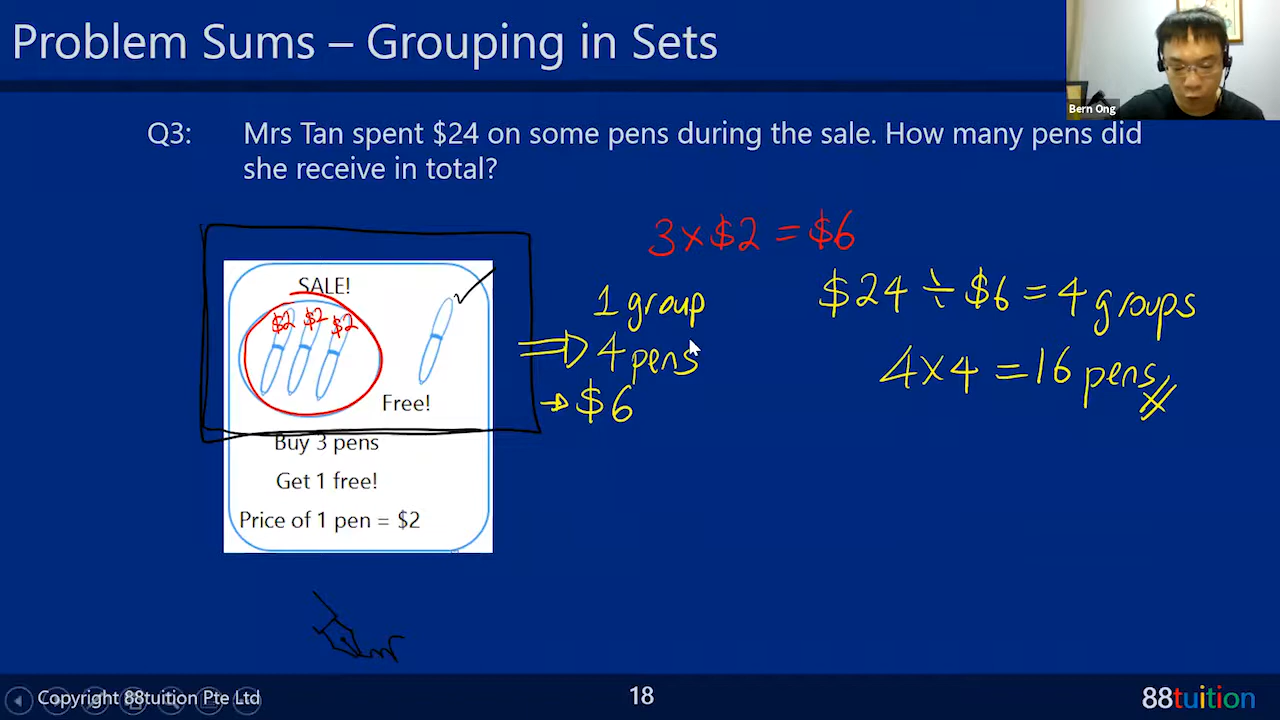 Problem Sums – Grouping in Sets
Bern Ong
Q3: Mrs Tan spent $24 on some pens during the sale. How many pens did
she receive in total?
3 x $2 = $6
SALE!
$2 $2 $2
Free!
Buy 3 pens
Get 1 free!
Price of 1 pen = $2
1 group
4 pens
$6
$24 ÷ $6 = 4 groups
4 x 4 = 16 pens
Copyright 88tuition Pte Ltd
18
88tuition